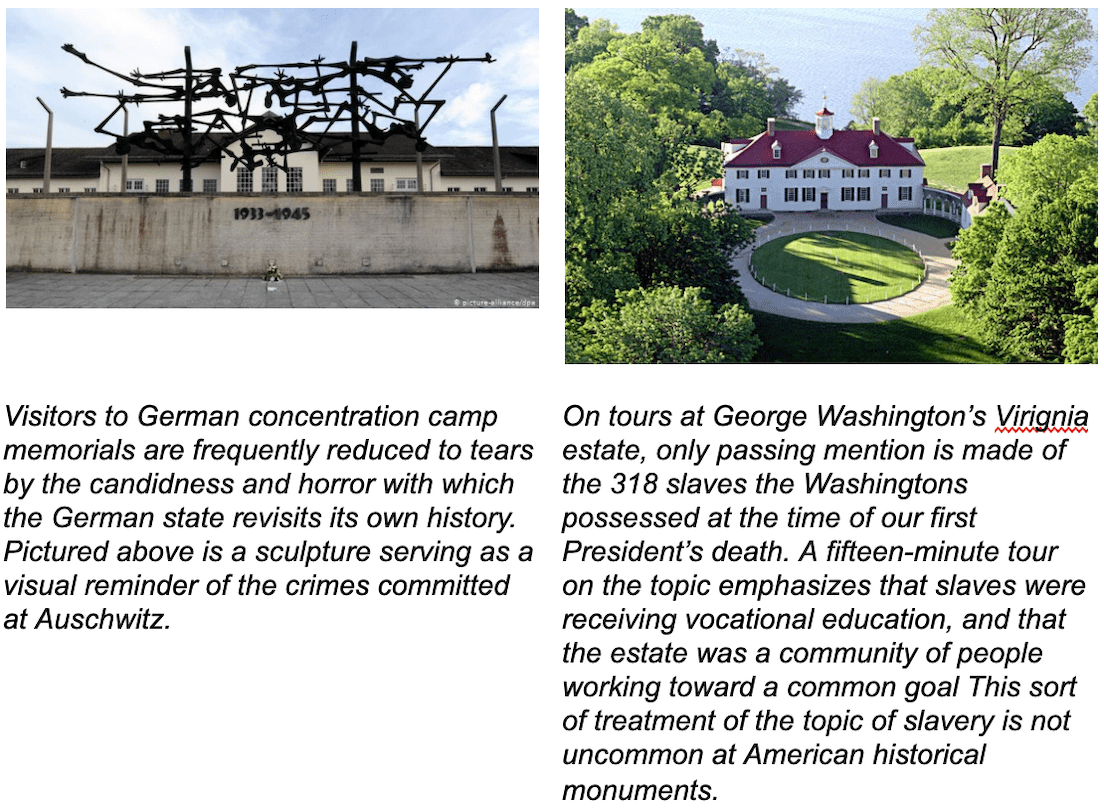 1933-1945
© picture-alliance/dpa
Visitors to German concentration camp
memorials are frequently reduced to tears
by the candidness and horror with which
the German state revisits its own history.
Pictured above is a sculpture serving as a
visual reminder of the crimes committed
at Auschwitz.
On tours at George Washington’s Virignia
estate, only passing mention is made of
the 318 slaves the Washingtons
possessed at the time of our first
President’s death. A fifteen-minute tour
on the topic emphasizes that slaves were
receiving vocational education, and that
the estate was a community of people
working toward a common goal This sort
of treatment of the topic of slavery is not
uncommon at American historical
monuments.